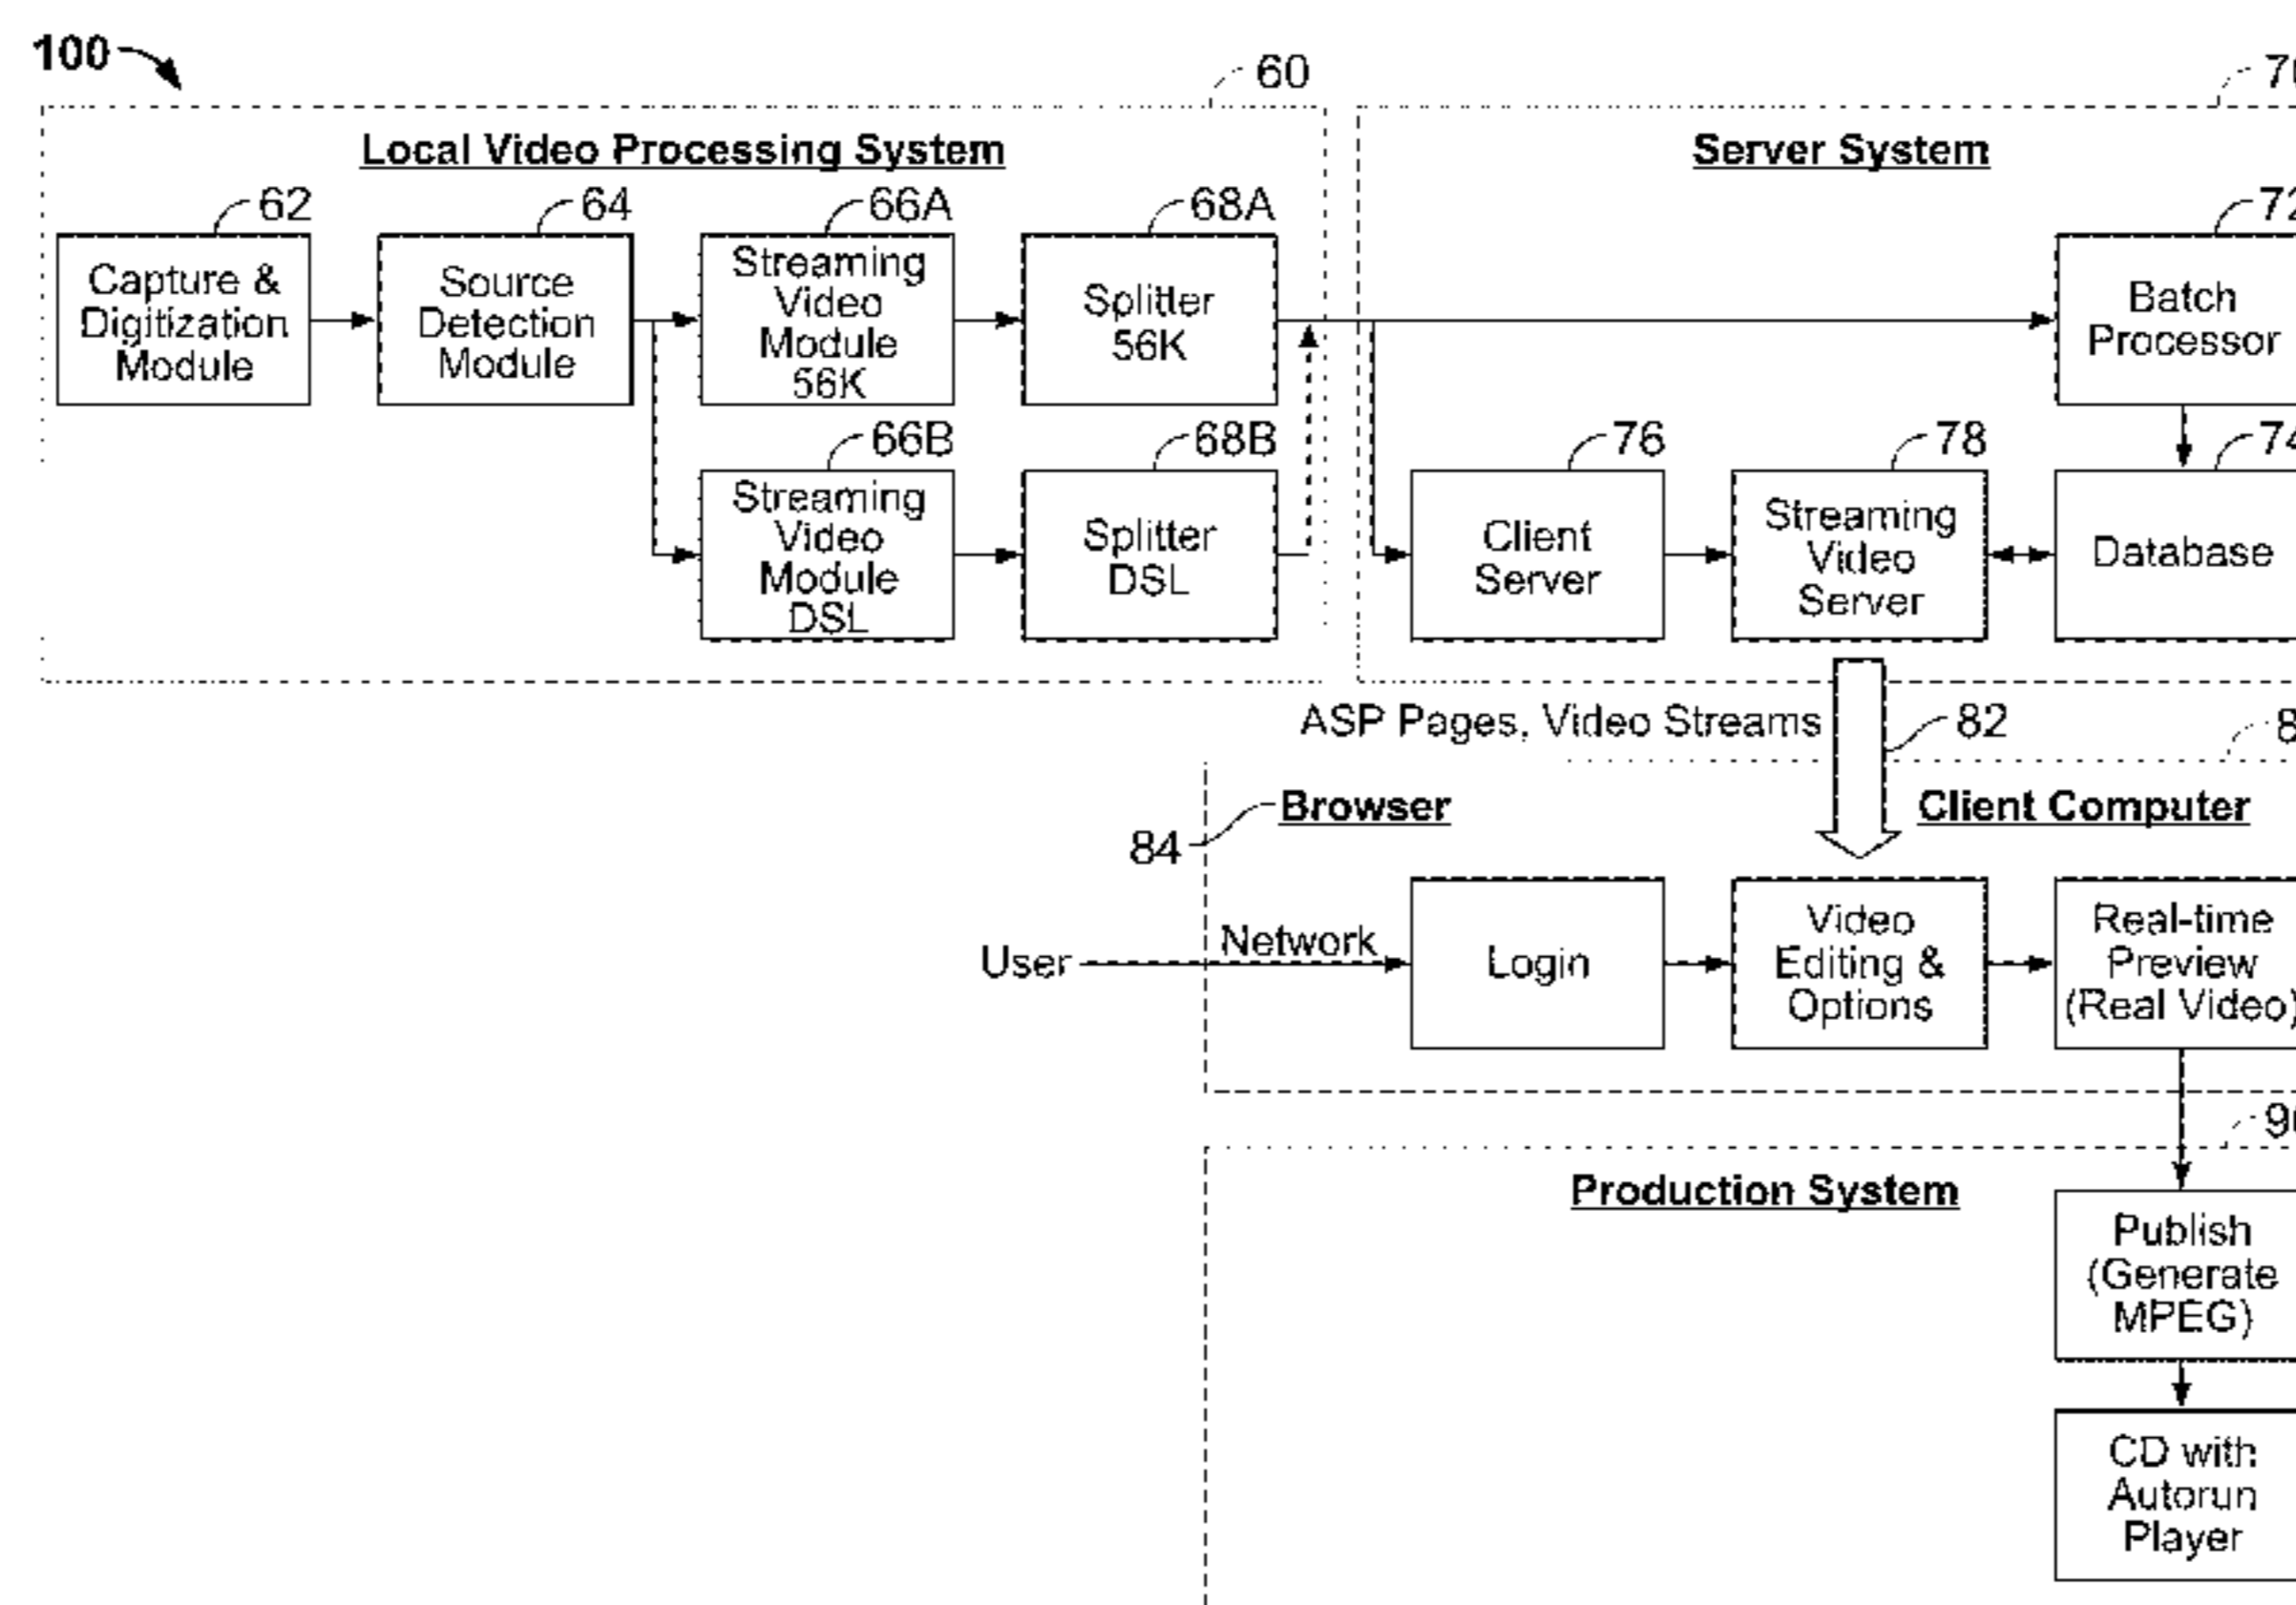 100
60
Local Video Processing System
Server System
62
64
66A
68A
Capture &
Digitization
Module
Source
Detection
Module
Streaming
Video
Module
56K
Splitter
56K
Batch
Processor
66B
68B
76
78
Streaming
Video
Module
DSL
Splitter
DSL
Client
Server
Streaming
Video
Server
Database
ASP Pages, Video Streams
82
Browser
Client Computer
84
User
Network
Login
Video
Editing &
Options
Real-time
Preview
(Real Video)
Production System
Publish
(Generate
MPEG)
CD with
Autorun
Player